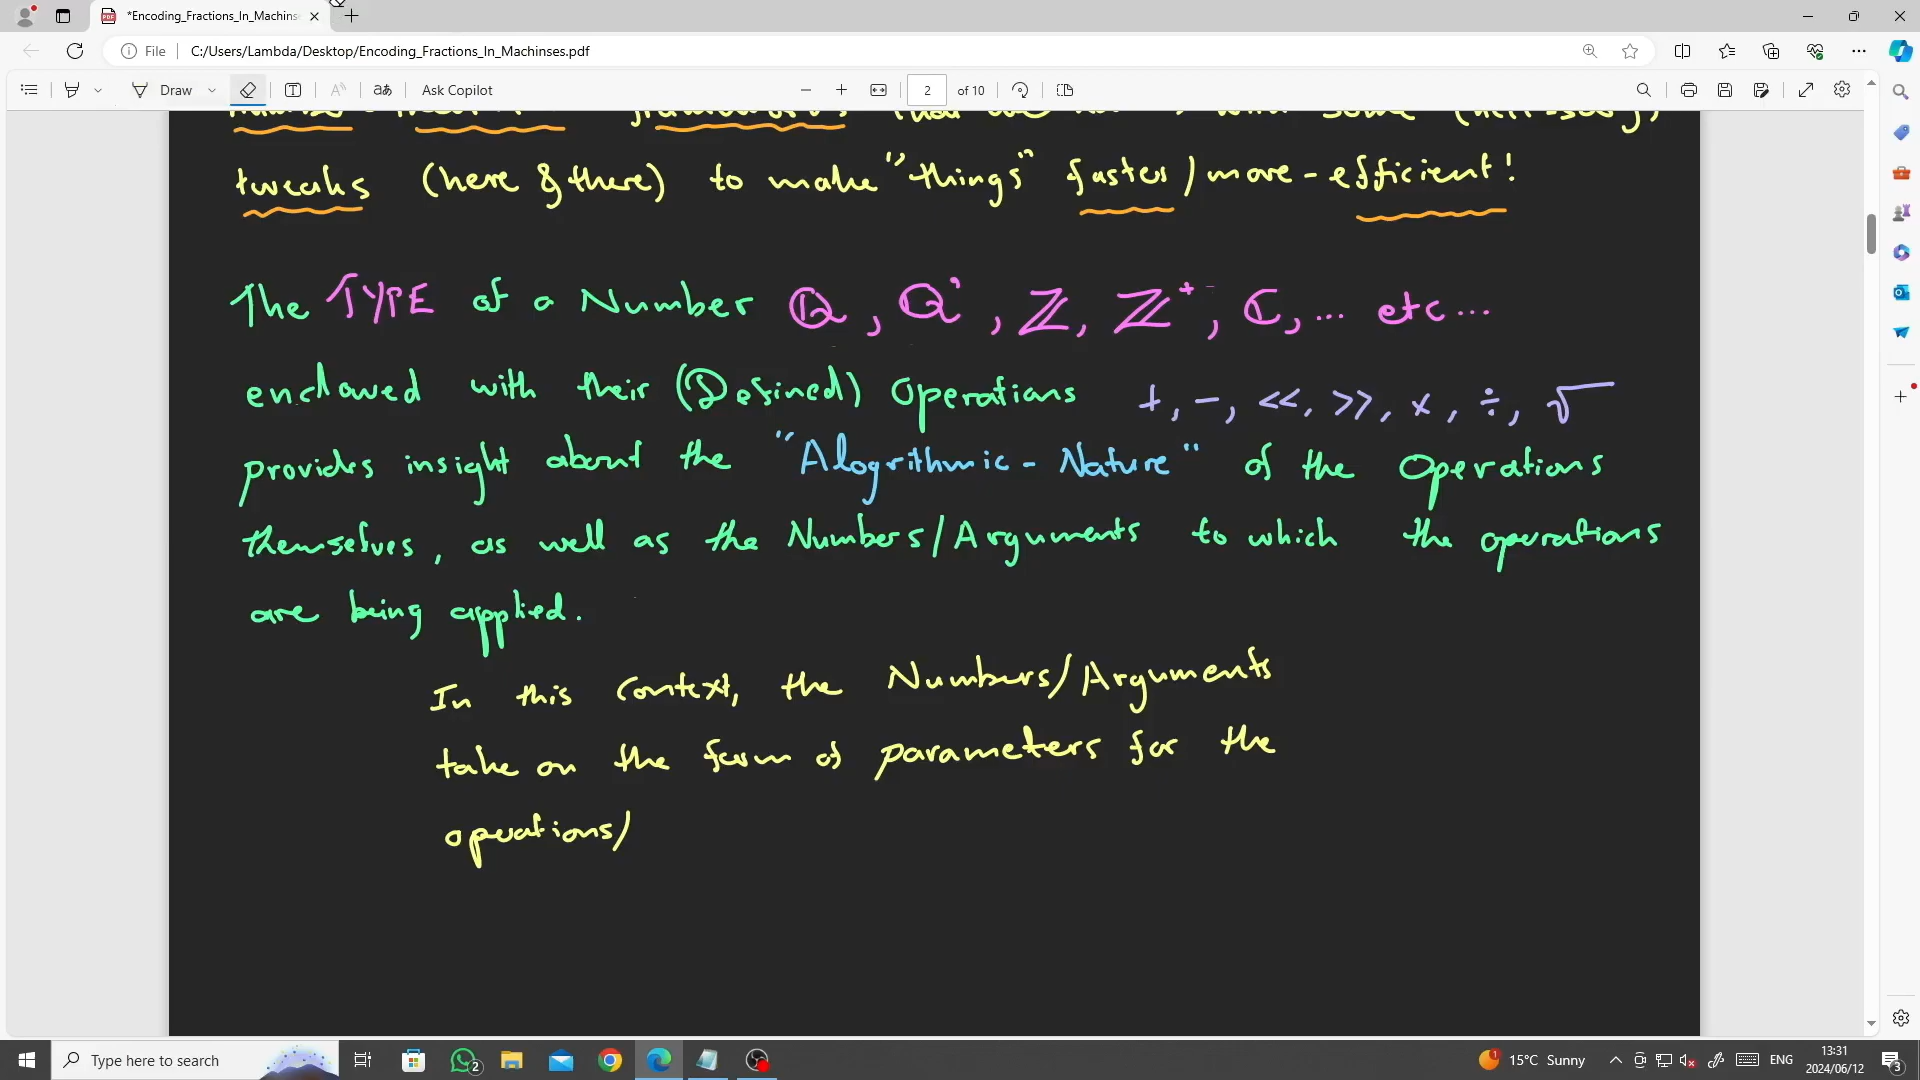 *Encoding_Fractions_In_Machins
File
C:/Users/Lambda/Desktop/Encoding_Fractions_In_Machinses.pdf
Draw
Ask Copilot
2
of 10
tweaks (here & there) to make "things" faster / more-efficient!
The TYPE of a Number ℚ, ℚ', ℤ, ℤ⁺, ℂ, ... etc...
enclowed with their (Defined) Operations +, -, <<, >>, x, ÷, √
provides insight about the "Alogrithmic-Nature" of the Operations
themselves, as well as the Numbers/Arguments to which the operations
are being applied.
In this context, the Numbers/Arguments
take on the form of parameters for the
operations/
Type here to search
2
1
15°C Sunny
ENG
13:31
2024/06/12
3